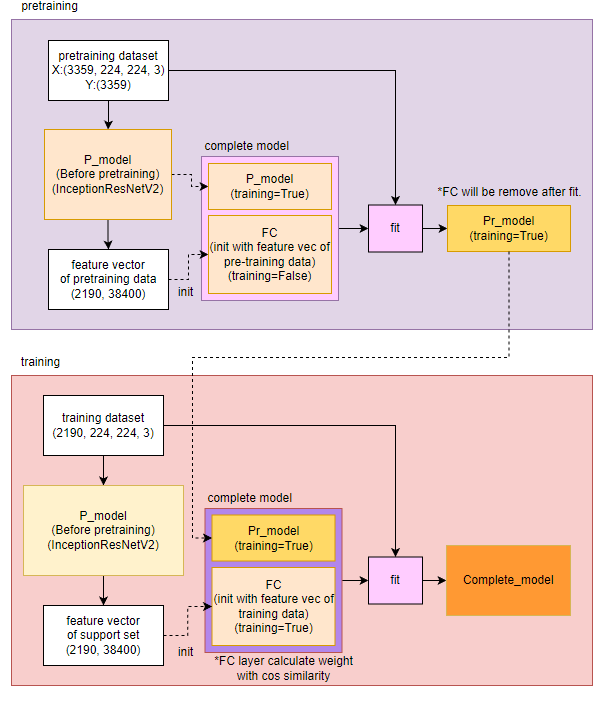 pretraining
pretraining dataset
X:(3359, 224, 224, 3)
Y:(3359)
P_model
(Before pretraining)
(InceptionResNetV2)
feature vector
of pretraining data
(2190, 38400)
init
complete model
P_model
(training=True)
FC
(init with feature vec of
pre-training data)
(training=False)
fit
*FC will be remove after fit.
Pr_model
(training=True)
training
training dataset
(2190, 224, 224, 3)
P_model
(Before pretraining)
(InceptionResNetV2)
feature vector
of support set
(2190, 38400)
init
complete model
Pr_model
(training=True)
FC
(init with feature vec of
training data)
(training=True)
*FC layer calculate weight
with cos similarity
fit
Complete_model